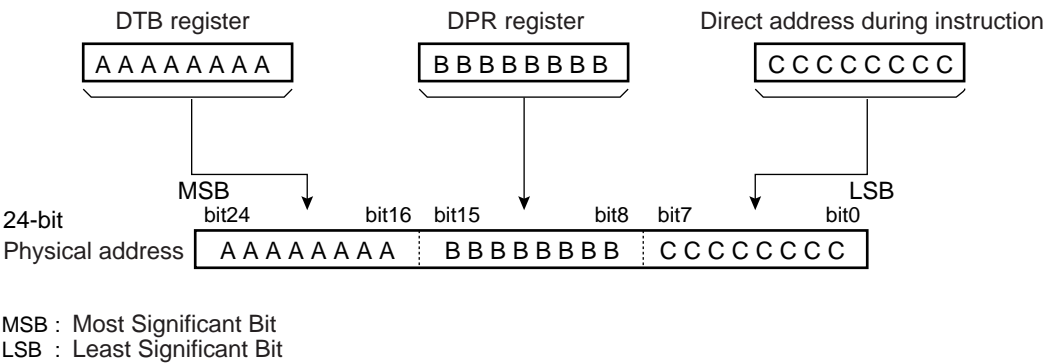 DTB register DPR register Direct address during instruction
A A A A A A A A B B B B B B B B C C C C C C C C
MSB LSB
24-bit bit24 bit16 bit15 bit8 bit7 bit0
Physical address A A A A A A A A B B B B B B B B C C C C C C C C
MSB : Most Significant Bit
LSB : Least Significant Bit